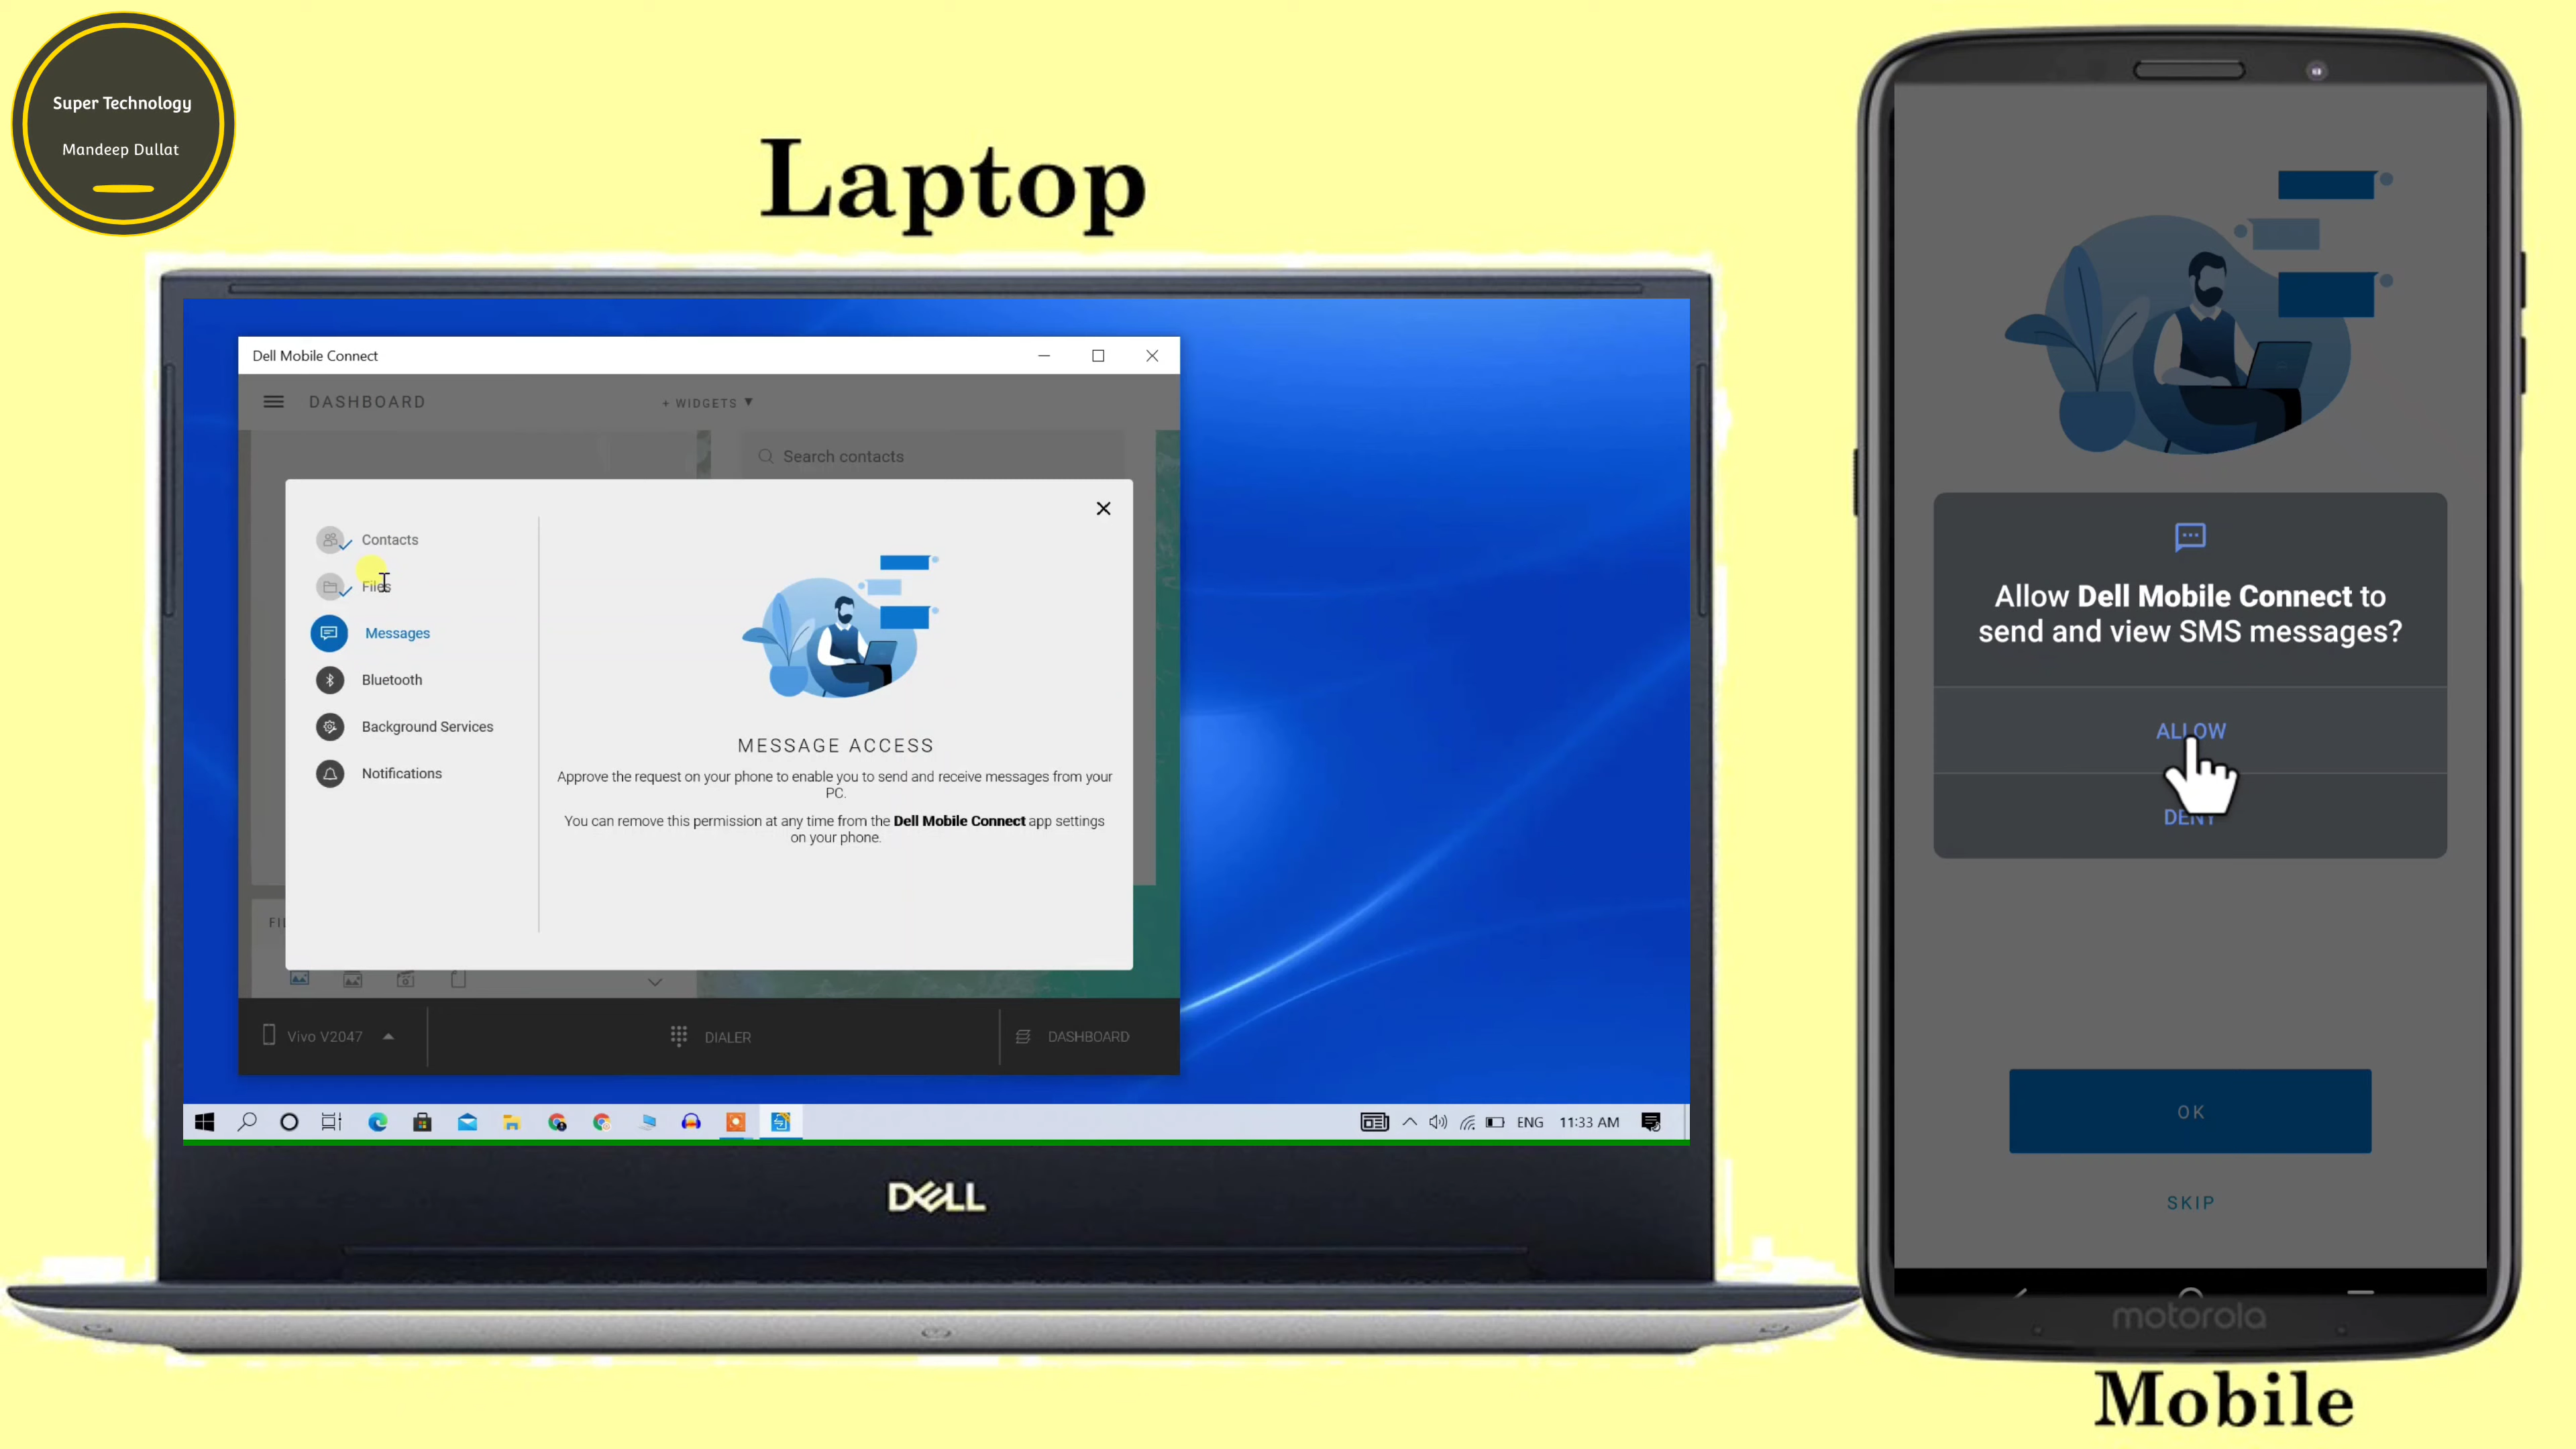 Super Technology
Mandeep Dullat
Laptop
Dell Mobile Connect
DASHBOARD
+ WIDGETS
Search contacts
Contacts
Files
Messages
Bluetooth
Background Services
Notifications
MESSAGE ACCESS
Approve the request on your phone to enable you to send and receive messages from your
PC.
You can remove this permission at any time from the Dell Mobile Connect app settings
on your phone.
Vivo V2047
DIALER
DASHBOARD
ENG
11:33 AM
DELL
Allow Dell Mobile Connect to
send and view SMS messages?
ALLOW
DENY
OK
SKIP
motorola
Mobile